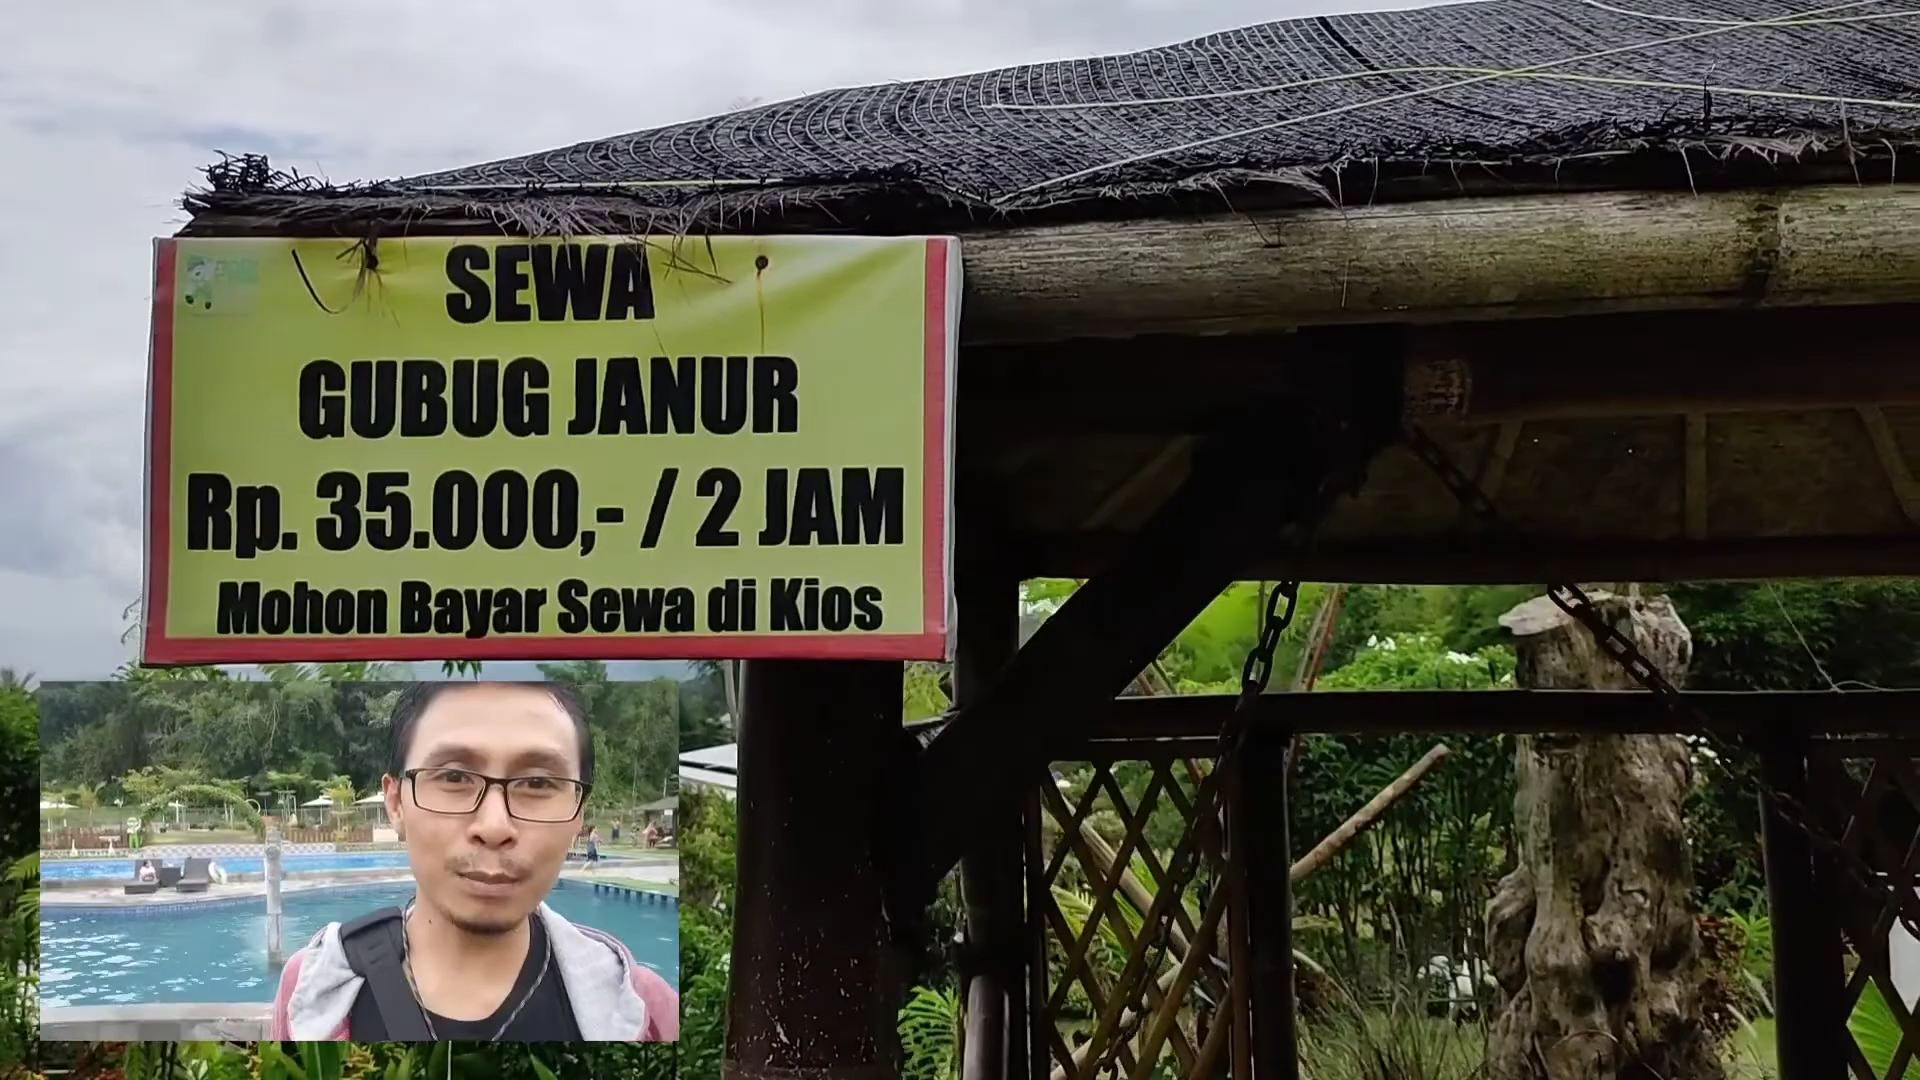 SEWA
GUBUG JANUR
Rp. 35.000,- / 2 JAM
Mohon Bayar Sewa di Kios